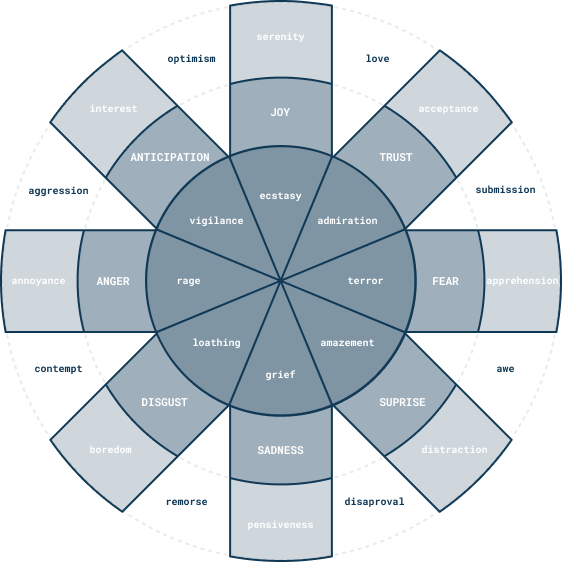 serenity
optimism
love
interest
acceptance
JOY
ANTICIPATION
TRUST
aggression
submission
ecstasy
vigilance
admiration
annoyance
ANGER
rage
terror
FEAR
apprehension
loathing
amazement
contempt
awe
grief
DISGUST
SUPRISE
boredom
SADNESS
distraction
remorse
disaproval
pensiveness